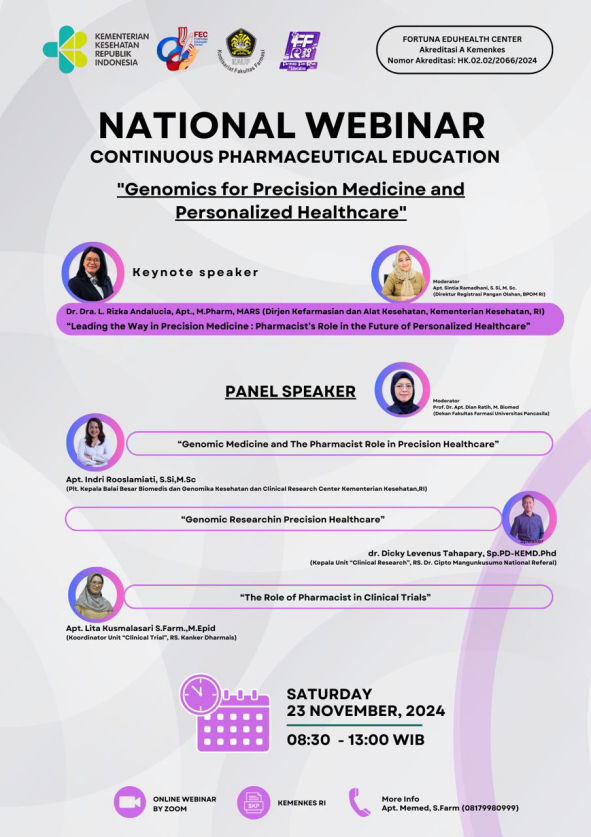 KEMENTERIAN
KESEHATAN
REPUBLIK
INDONESIA
FEC
Komisariat Fakultas Farmasi
FORTUNA EDUHEALTH CENTER
Akreditasi A Kemenkes
Nomor Akreditasi: HK.02.02/2066/2024
NATIONAL WEBINAR
CONTINUOUS PHARMACEUTICAL EDUCATION
"Genomics for Precision Medicine and
Personalized Healthcare"
Keynote speaker
Moderator
Apt. Sintia Ramadhani, S. Si, M. Sc.
(Direktur Registrasi Pangan Olahan, BPOM RI)
Dr. Dra. L. Rizka Andalucia, Apt., M.Pharm, MARS (Dirjen Kefarmasian dan Alat Kesehatan, Kementerian Kesehatan, RI)
“Leading the Way in Precision Medicine : Pharmacist’s Role in the Future of Personalized Healthcare”
PANEL SPEAKER
Moderator
Prof. Dr. Apt. Dian Ratih, M. Biomed
(Dekan Fakultas Farmasi Universitas Pancasila)
“Genomic Medicine and The Pharmacist Role in Precision Healthcare”
Apt. Indri Rooslamiati, S.Si,M.Sc
(Plt. Kepala Balai Besar Biomedis dan Genomika Kesehatan dan Clinical Research Center Kementerian Kesehatan,RI)
“Genomic Researchin Precision Healthcare”
Speaker
dr. Dicky Levenus Tahapary, Sp.PD-KEMD.Phd
(Kepala Unit “Clinical Research”, RS. Dr. Cipto Mangunkusumo National Referal)
“The Role of Pharmacist in Clinical Trials”
Apt. Lita Kusmalasari S.Farm.,M.Epid
(Koordinator Unit “Clinical Trial”, RS. Kanker Dharmais)
SATURDAY
23 NOVEMBER, 2024
08:30 - 13:00 WIB
ONLINE WEBINAR
BY ZOOM
SKP
KEMENKES RI
More Info
Apt. Memed, S.Farm (08179980999)